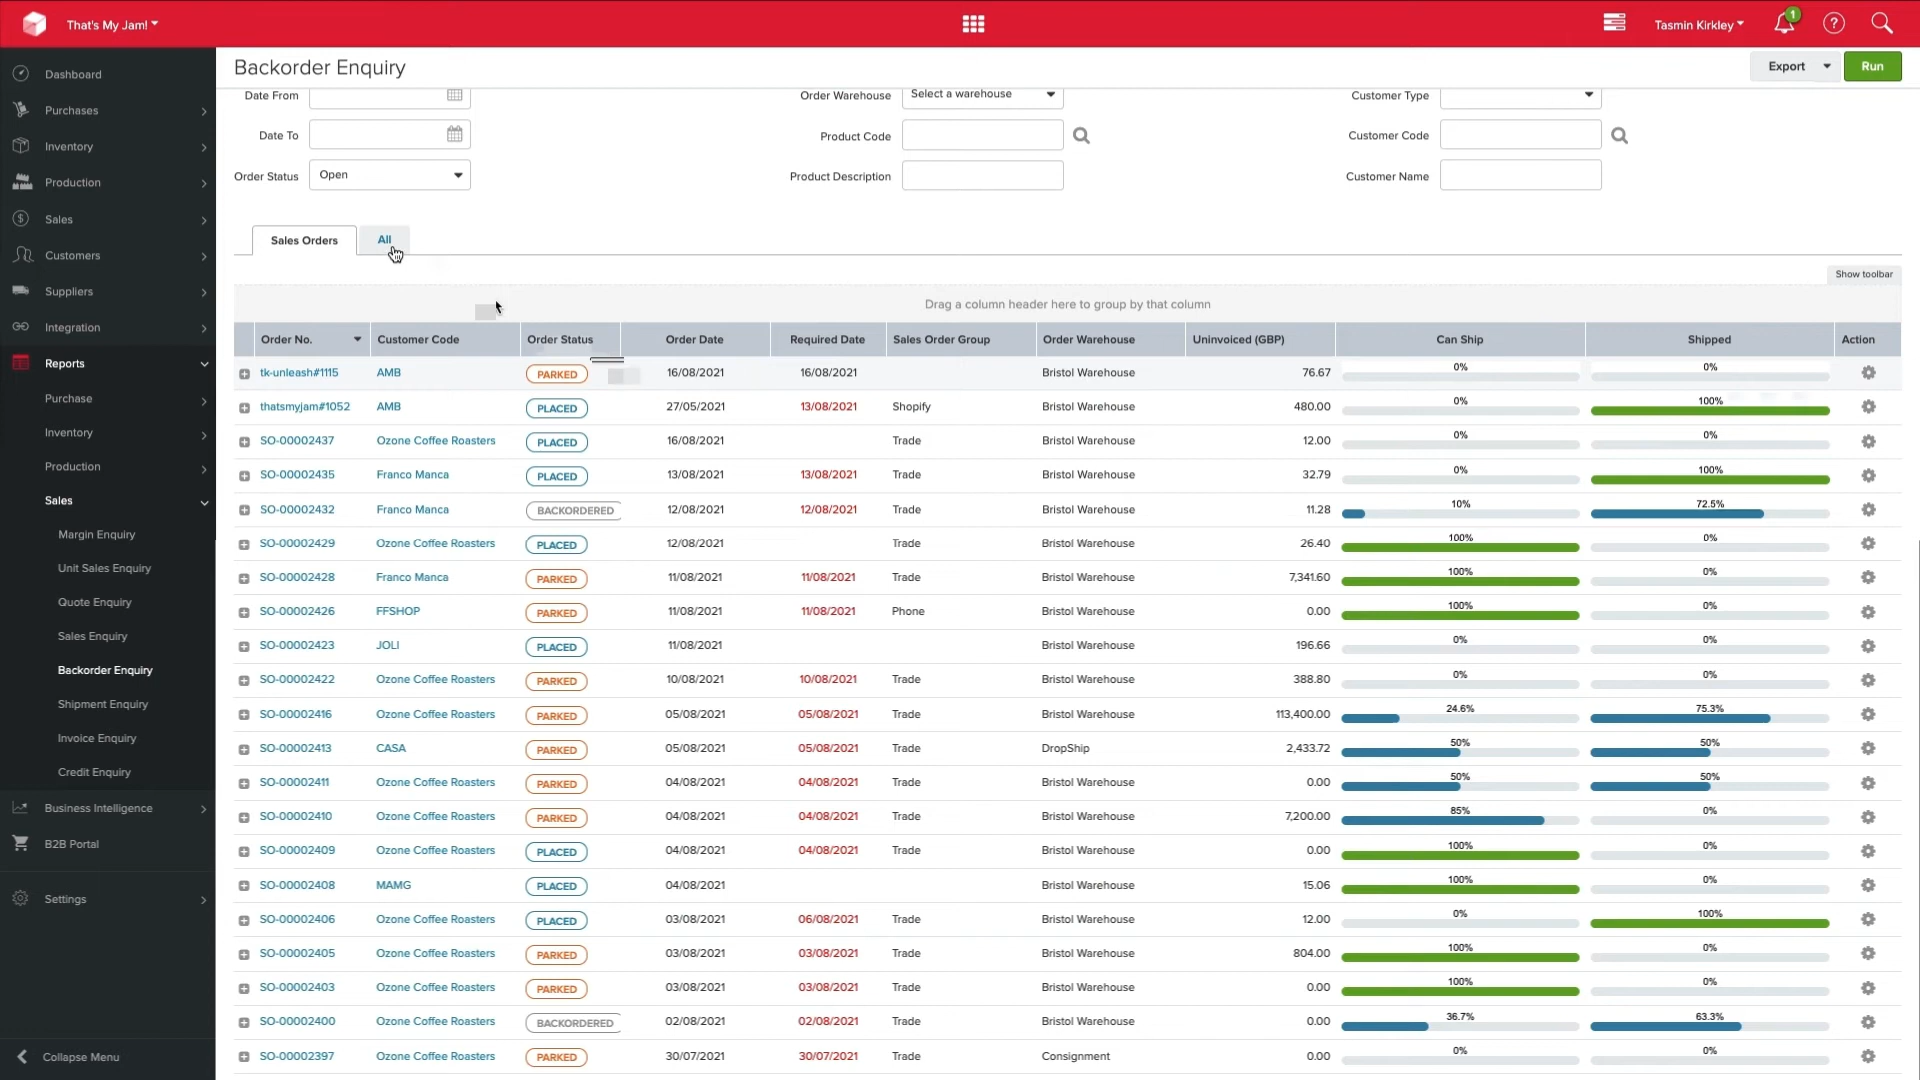 That's My Jam!
Tasmin Kirkley
1
?
Dashboard
Purchases
Inventory
Production
Sales
Customers
Suppliers
Integration
Reports
Purchase
Inventory
Production
Sales
Margin Enquiry
Unit Sales Enquiry
Quote Enquiry
Sales Enquiry
Backorder Enquiry
Shipment Enquiry
Invoice Enquiry
Credit Enquiry
Business Intelligence
B2B Portal
Settings
Collapse Menu
Backorder Enquiry
Export
Run
Date From
Order Warehouse Select a warehouse
Customer Type
Date To
Product Code
Customer Code
Order Status Open
Product Description
Customer Name
Sales Orders All
Show toolbar
Drag a column header here to group by that column
Order No. Customer Code Order Status Order Date Required Date Sales Order Group Order Warehouse Uninvoiced (GBP) Can Ship Shipped Action
tk-unleash#1115 AMB PARKED 16/08/2021 16/08/2021 Bristol Warehouse 76.67 0% 0%
thatsmyjam#1052 AMB PLACED 27/05/2021 13/08/2021 Shopify Bristol Warehouse 480.00 0% 100%
SO-00002437 Ozone Coffee Roasters PLACED 16/08/2021 Trade Bristol Warehouse 12.00 0% 0%
SO-00002435 Franco Manca PLACED 13/08/2021 13/08/2021 Trade Bristol Warehouse 32.79 0% 100%
SO-00002432 Franco Manca BACKORDERED 12/08/2021 12/08/2021 Trade Bristol Warehouse 11.28 10% 72.5%
SO-00002429 Ozone Coffee Roasters PLACED 12/08/2021 Trade Bristol Warehouse 26.40 100% 0%
SO-00002428 Franco Manca PARKED 11/08/2021 11/08/2021 Trade Bristol Warehouse 7,341.60 100% 0%
SO-00002426 FFSHOP PARKED 11/08/2021 11/08/2021 Phone Bristol Warehouse 0.00 100% 0%
SO-00002423 JOLI PLACED 11/08/2021 Bristol Warehouse 196.66 0% 0%
SO-00002422 Ozone Coffee Roasters PARKED 10/08/2021 10/08/2021 Trade Bristol Warehouse 388.80 0% 0%
SO-00002416 Ozone Coffee Roasters PARKED 05/08/2021 05/08/2021 Trade Bristol Warehouse 113,400.00 24.6% 75.3%
SO-00002413 CASA PARKED 05/08/2021 05/08/2021 Trade DropShip 2,433.72 50% 50%
SO-00002411 Ozone Coffee Roasters PARKED 04/08/2021 04/08/2021 Trade Bristol Warehouse 0.00 50% 50%
SO-00002410 Ozone Coffee Roasters PARKED 04/08/2021 04/08/2021 Trade Bristol Warehouse 7,200.00 85% 0%
SO-00002409 Ozone Coffee Roasters PLACED 04/08/2021 04/08/2021 Trade Bristol Warehouse 0.00 100% 0%
SO-00002408 MAMG PLACED 04/08/2021 Bristol Warehouse 15.06 100% 0%
SO-00002406 Ozone Coffee Roasters PLACED 03/08/2021 06/08/2021 Trade Bristol Warehouse 12.00 0% 100%
SO-00002405 Ozone Coffee Roasters PARKED 03/08/2021 03/08/2021 Trade Bristol Warehouse 804.00 100% 0%
SO-00002403 Ozone Coffee Roasters PARKED 03/08/2021 03/08/2021 Trade Bristol Warehouse 0.00 100% 0%
SO-00002400 Ozone Coffee Roasters BACKORDERED 02/08/2021 02/08/2021 Trade Bristol Warehouse 0.00 36.7% 63.3%
SO-00002397 Ozone Coffee Roasters PARKED 30/07/2021 30/07/2021 Trade Consignment 0.00 0% 0%